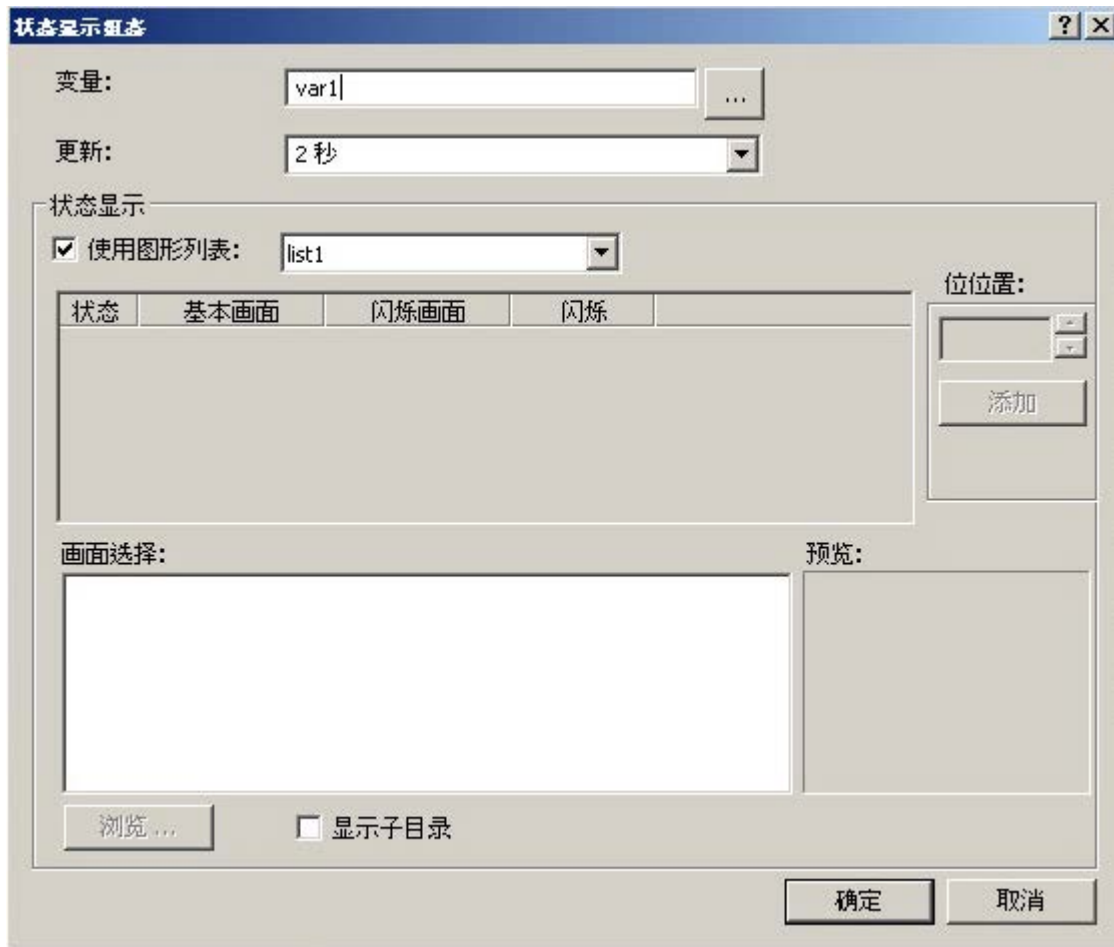 状态显示组态
变量:
var1
...
更新:
2 秒
状态显示
使用图形列表:
list1
位位置:
状态 基本画面 闪烁画面 闪烁
添加
画面选择:
预览:
浏览 ...
显示子目录
确定
取消